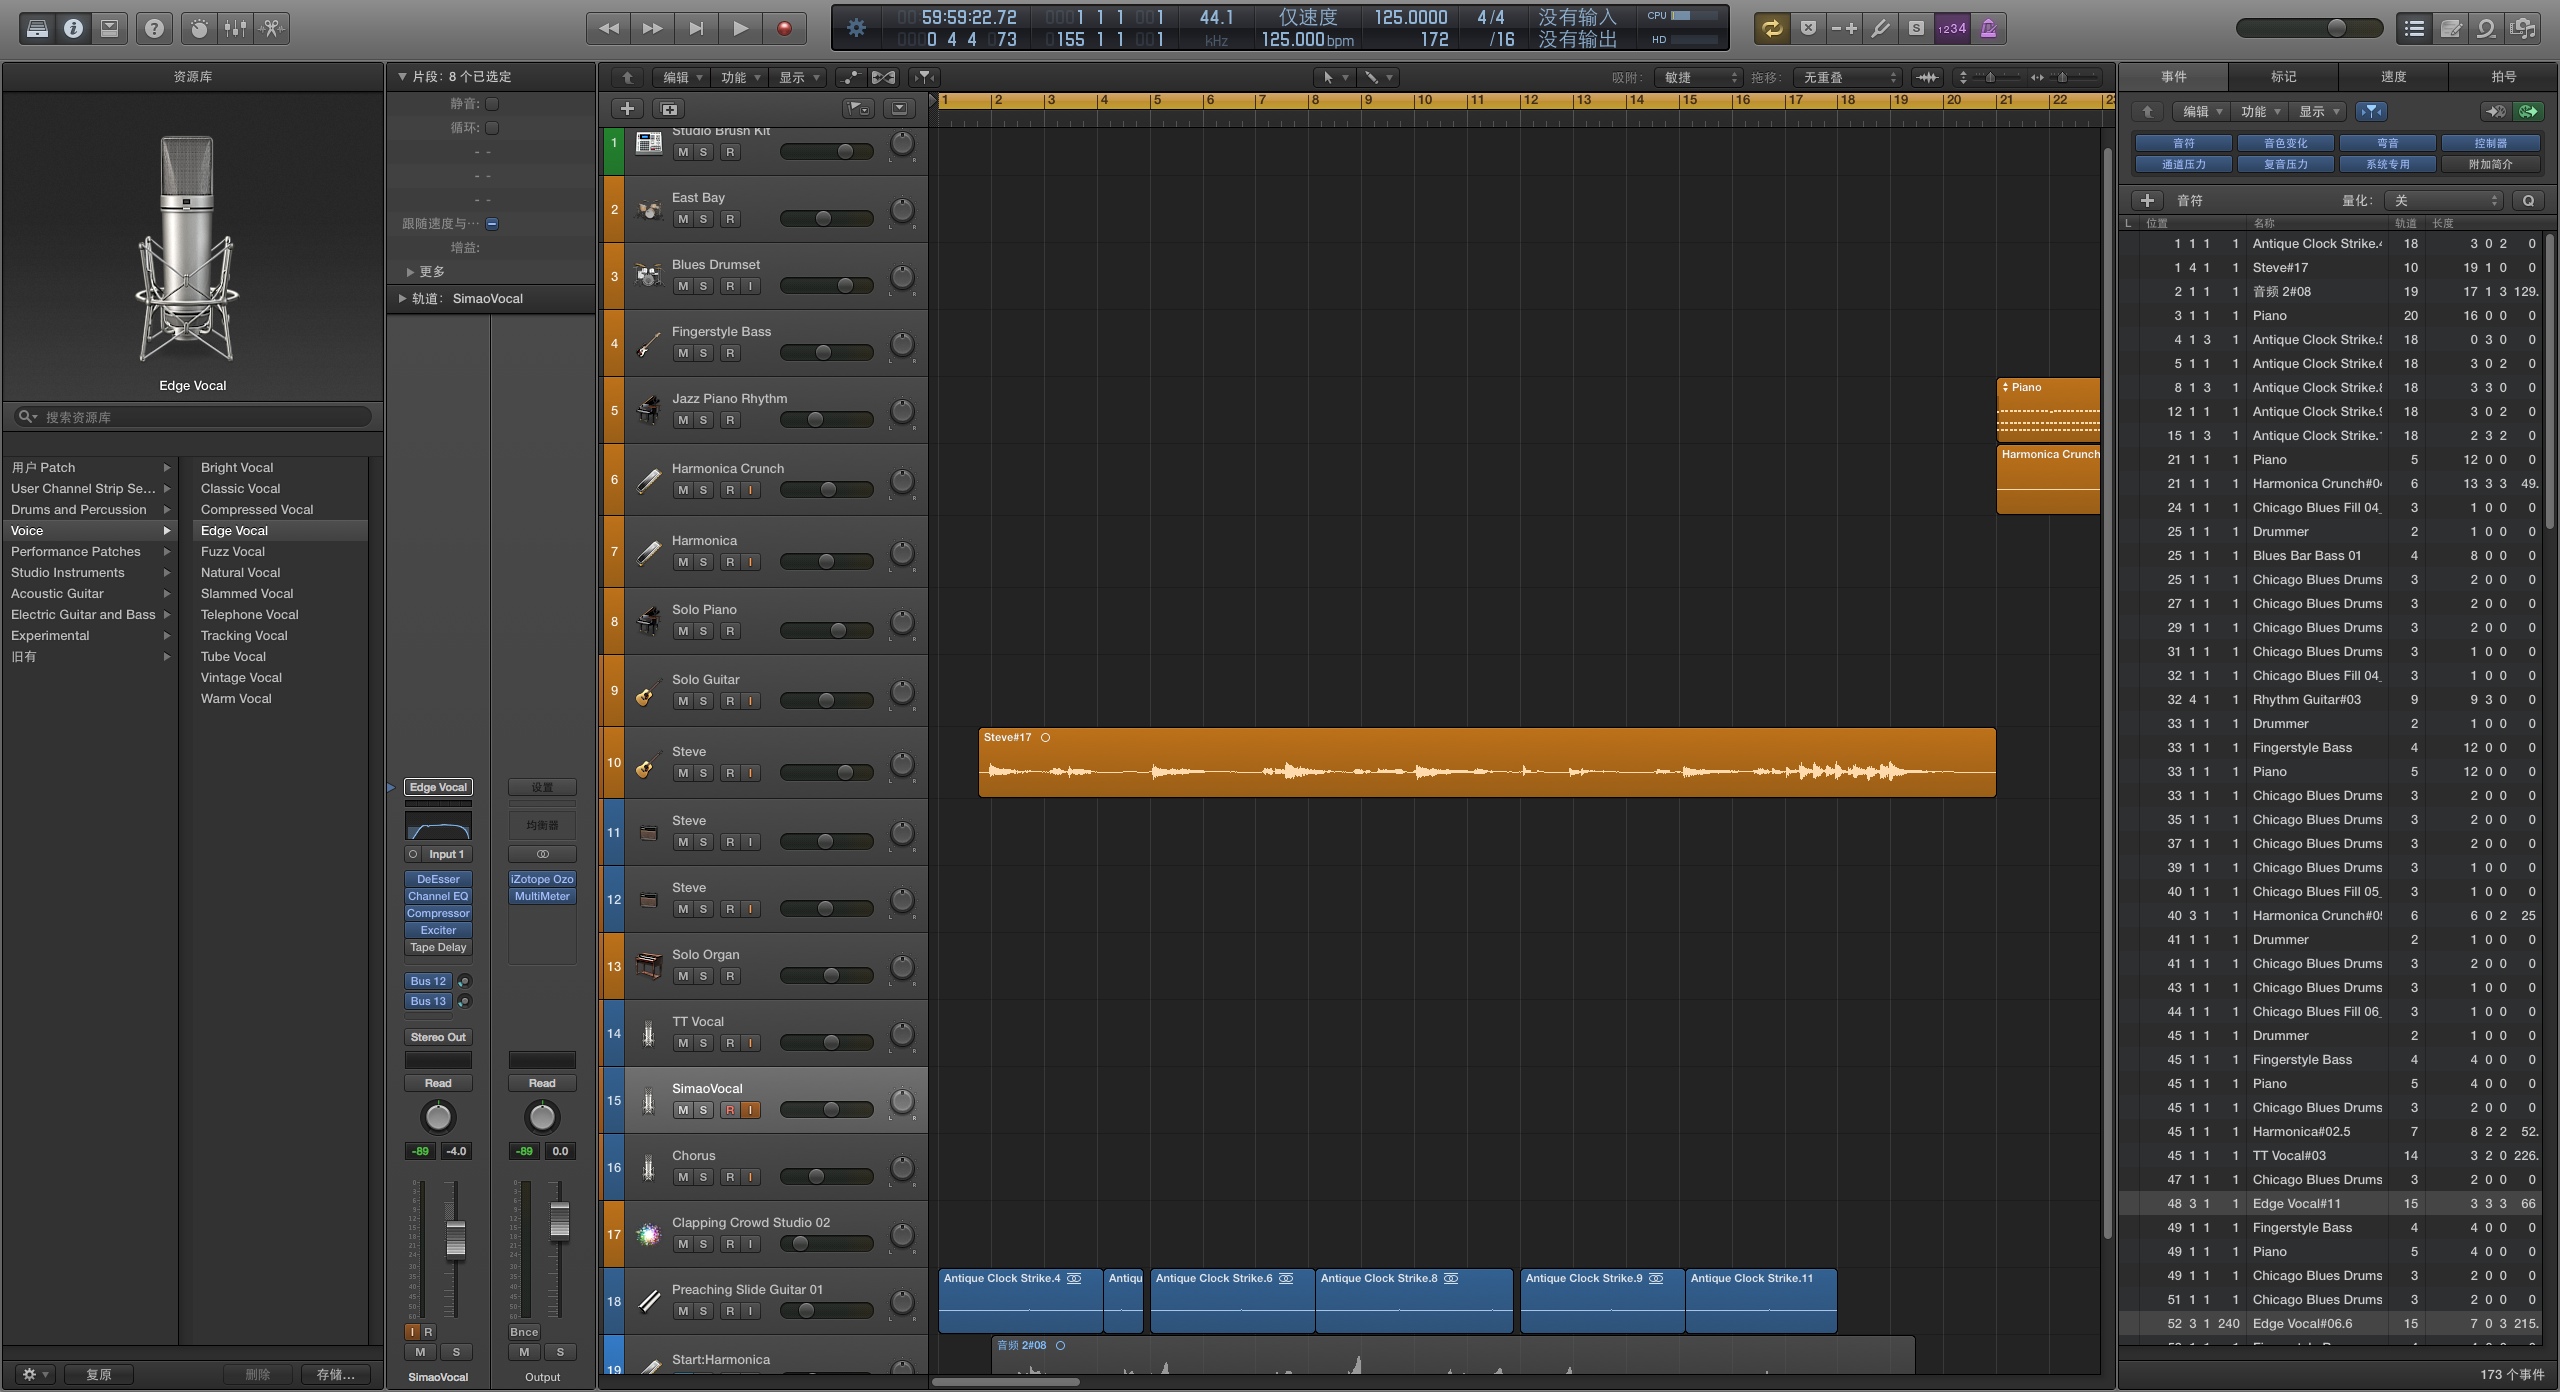 00:59:59:22.72 0001 1 1 001 44.1 仅速度 125.0000 4/4 没有输入 CPU
0000 4 4 073 0155 1 1 001 kHz 125.000bpm 172 /16 没有输出 HD
1234
资源库
Edge Vocal
搜索资源库
用户 Patch
User Channel Strip Se...
Drums and Percussion
Voice
Performance Patches
Studio Instruments
Acoustic Guitar
Electric Guitar and Bass
Experimental
旧有
Bright Vocal
Classic Vocal
Compressed Vocal
Edge Vocal
Fuzz Vocal
Natural Vocal
Slammed Vocal
Telephone Vocal
Tracking Vocal
Tube Vocal
Vintage Vocal
Warm Vocal
复原 删除 存储...
片段: 8 个已选定
静音:
循环:
- -
- -
- -
跟随速度与···
增益:
更多
轨道: SimaoVocal
Edge Vocal 设置
均衡器
Input 1
DeEsser iZotope Ozo
Channel EQ MultiMeter
Compressor
Exciter
Tape Delay
Bus 12
Bus 13
Stereo Out
Read Read
-89 -4.0 -89 0.0
I R Bnce
M S M S
SimaoVocal Output
编辑 功能 显示 吸附: 敏捷 拖移: 无重叠
1 2 3 4 5 6 7 8 9 10 11 12 13 14 15 16 17 18 19 20 21 22
1 Studio Brush Kit
M S R
2 East Bay
M S R
3 Blues Drumset
M S R I
4 Fingerstyle Bass
M S R
5 Jazz Piano Rhythm
M S R
6 Harmonica Crunch
M S R I
7 Harmonica
M S R I
8 Solo Piano
M S R
9 Solo Guitar
M S R I
10 Steve
M S R I
11 Steve
M S R I
12 Steve
M S R I
13 Solo Organ
M S R
14 TT Vocal
M S R I
15 SimaoVocal
M S R I
16 Chorus
M S R I
17 Clapping Crowd Studio 02
M S R I
18 Preaching Slide Guitar 01
M S R I
19 Start:Harmonica
Piano
Harmonica Crunch
Steve#17
Antique Clock Strike.4 Antiqu Antique Clock Strike.6 Antique Clock Strike.8 Antique Clock Strike.9 Antique Clock Strike.11
音频 2#08
事件 标记 速度 拍号
编辑 功能 显示
音符 音色变化 弯音 控制器
通道压力 复音压力 系统专用 附加简介
音符 量化: 关 Q
L 位置 名称 轨道 长度
1 1 1 1 Antique Clock Strike.4 18 3 0 2 0
1 4 1 1 Steve#17 10 19 1 0 0
2 1 1 1 音频 2#08 19 17 1 3 129.
3 1 1 1 Piano 20 16 0 0 0
4 1 3 1 Antique Clock Strike.5 18 0 3 0 0
5 1 1 1 Antique Clock Strike.6 18 3 0 2 0
8 1 3 1 Antique Clock Strike.8 18 3 3 0 0
12 1 1 1 Antique Clock Strike.9 18 3 0 2 0
15 1 3 1 Antique Clock Strike. 18 2 3 2 0
21 1 1 1 Piano 5 12 0 0 0
21 1 1 1 Harmonica Crunch#04 6 13 3 3 49.
24 1 1 1 Chicago Blues Fill 04_ 3 1 0 0 0
25 1 1 1 Drummer 2 1 0 0 0
25 1 1 1 Blues Bar Bass 01 4 8 0 0 0
25 1 1 1 Chicago Blues Drums 3 2 0 0 0
27 1 1 1 Chicago Blues Drums 3 2 0 0 0
29 1 1 1 Chicago Blues Drums 3 2 0 0 0
31 1 1 1 Chicago Blues Drums 3 1 0 0 0
32 1 1 1 Chicago Blues Fill 04_ 3 1 0 0 0
32 4 1 1 Rhythm Guitar#03 9 9 3 0 0
33 1 1 1 Drummer 2 1 0 0 0
33 1 1 1 Fingerstyle Bass 4 12 0 0 0
33 1 1 1 Piano 5 12 0 0 0
33 1 1 1 Chicago Blues Drums 3 2 0 0 0
35 1 1 1 Chicago Blues Drums 3 2 0 0 0
37 1 1 1 Chicago Blues Drums 3 2 0 0 0
39 1 1 1 Chicago Blues Drums 3 1 0 0 0
40 1 1 1 Chicago Blues Fill 05_ 3 1 0 0 0
40 3 1 1 Harmonica Crunch#05 6 6 0 2 25
41 1 1 1 Drummer 2 1 0 0 0
41 1 1 1 Chicago Blues Drums 3 2 0 0 0
43 1 1 1 Chicago Blues Drums 3 1 0 0 0
44 1 1 1 Chicago Blues Fill 06_ 3 1 0 0 0
45 1 1 1 Drummer 2 1 0 0 0
45 1 1 1 Fingerstyle Bass 4 4 0 0 0
45 1 1 1 Piano 5 4 0 0 0
45 1 1 1 Chicago Blues Drums 3 2 0 0 0
45 1 1 1 Harmonica#02.5 7 8 2 2 52.
45 1 1 1 TT Vocal#03 14 3 2 0 226.
47 1 1 1 Chicago Blues Drums 3 2 0 0 0
48 3 1 1 Edge Vocal#11 15 3 3 3 66
49 1 1 1 Fingerstyle Bass 4 4 0 0 0
49 1 1 1 Piano 5 4 0 0 0
49 1 1 1 Chicago Blues Drums 3 2 0 0 0
51 1 1 1 Chicago Blues Drums 3 2 0 0 0
52 3 1 240 Edge Vocal#06.6 15 7 0 3 215.
173 个事件